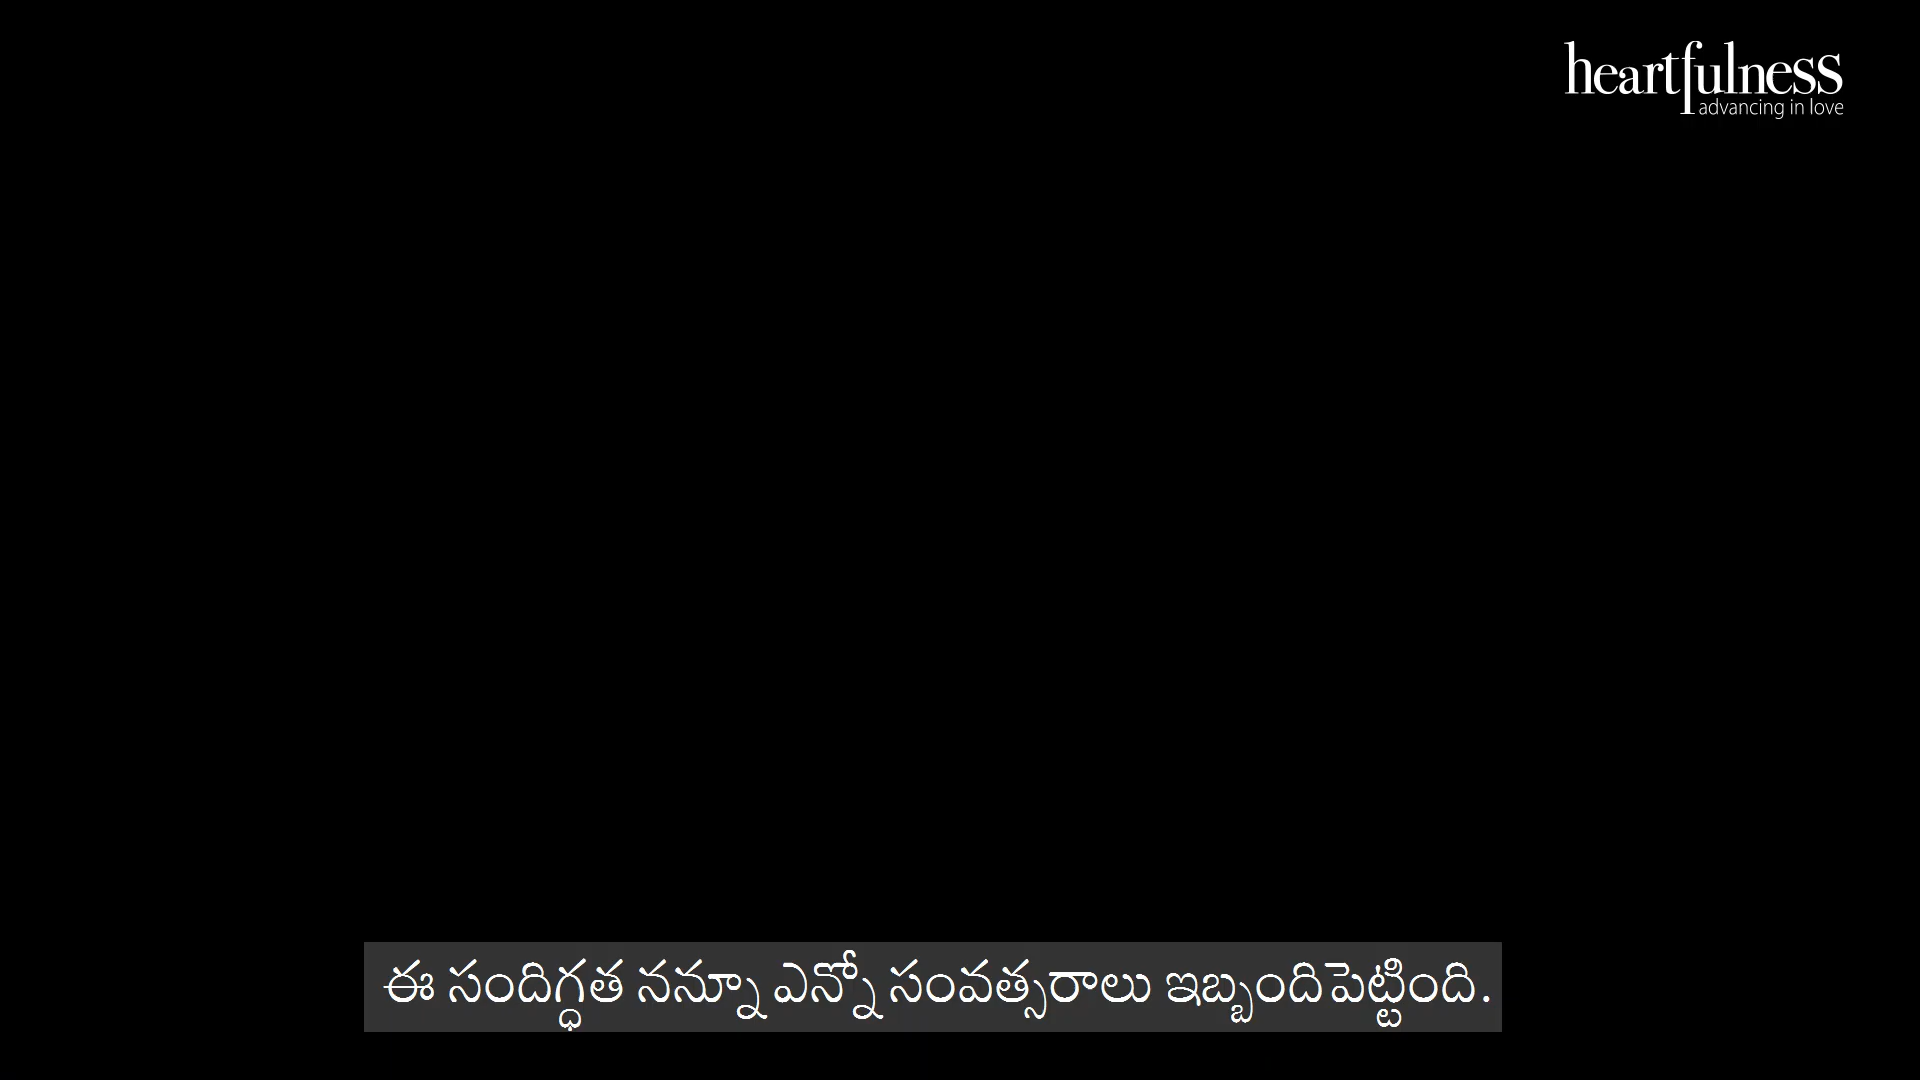 heartfulness
advancing in love
ఈ సందిగ్ధత నన్నూ ఎన్నో సంవత్సరాలు ఇబ్బందిపెట్టింది.